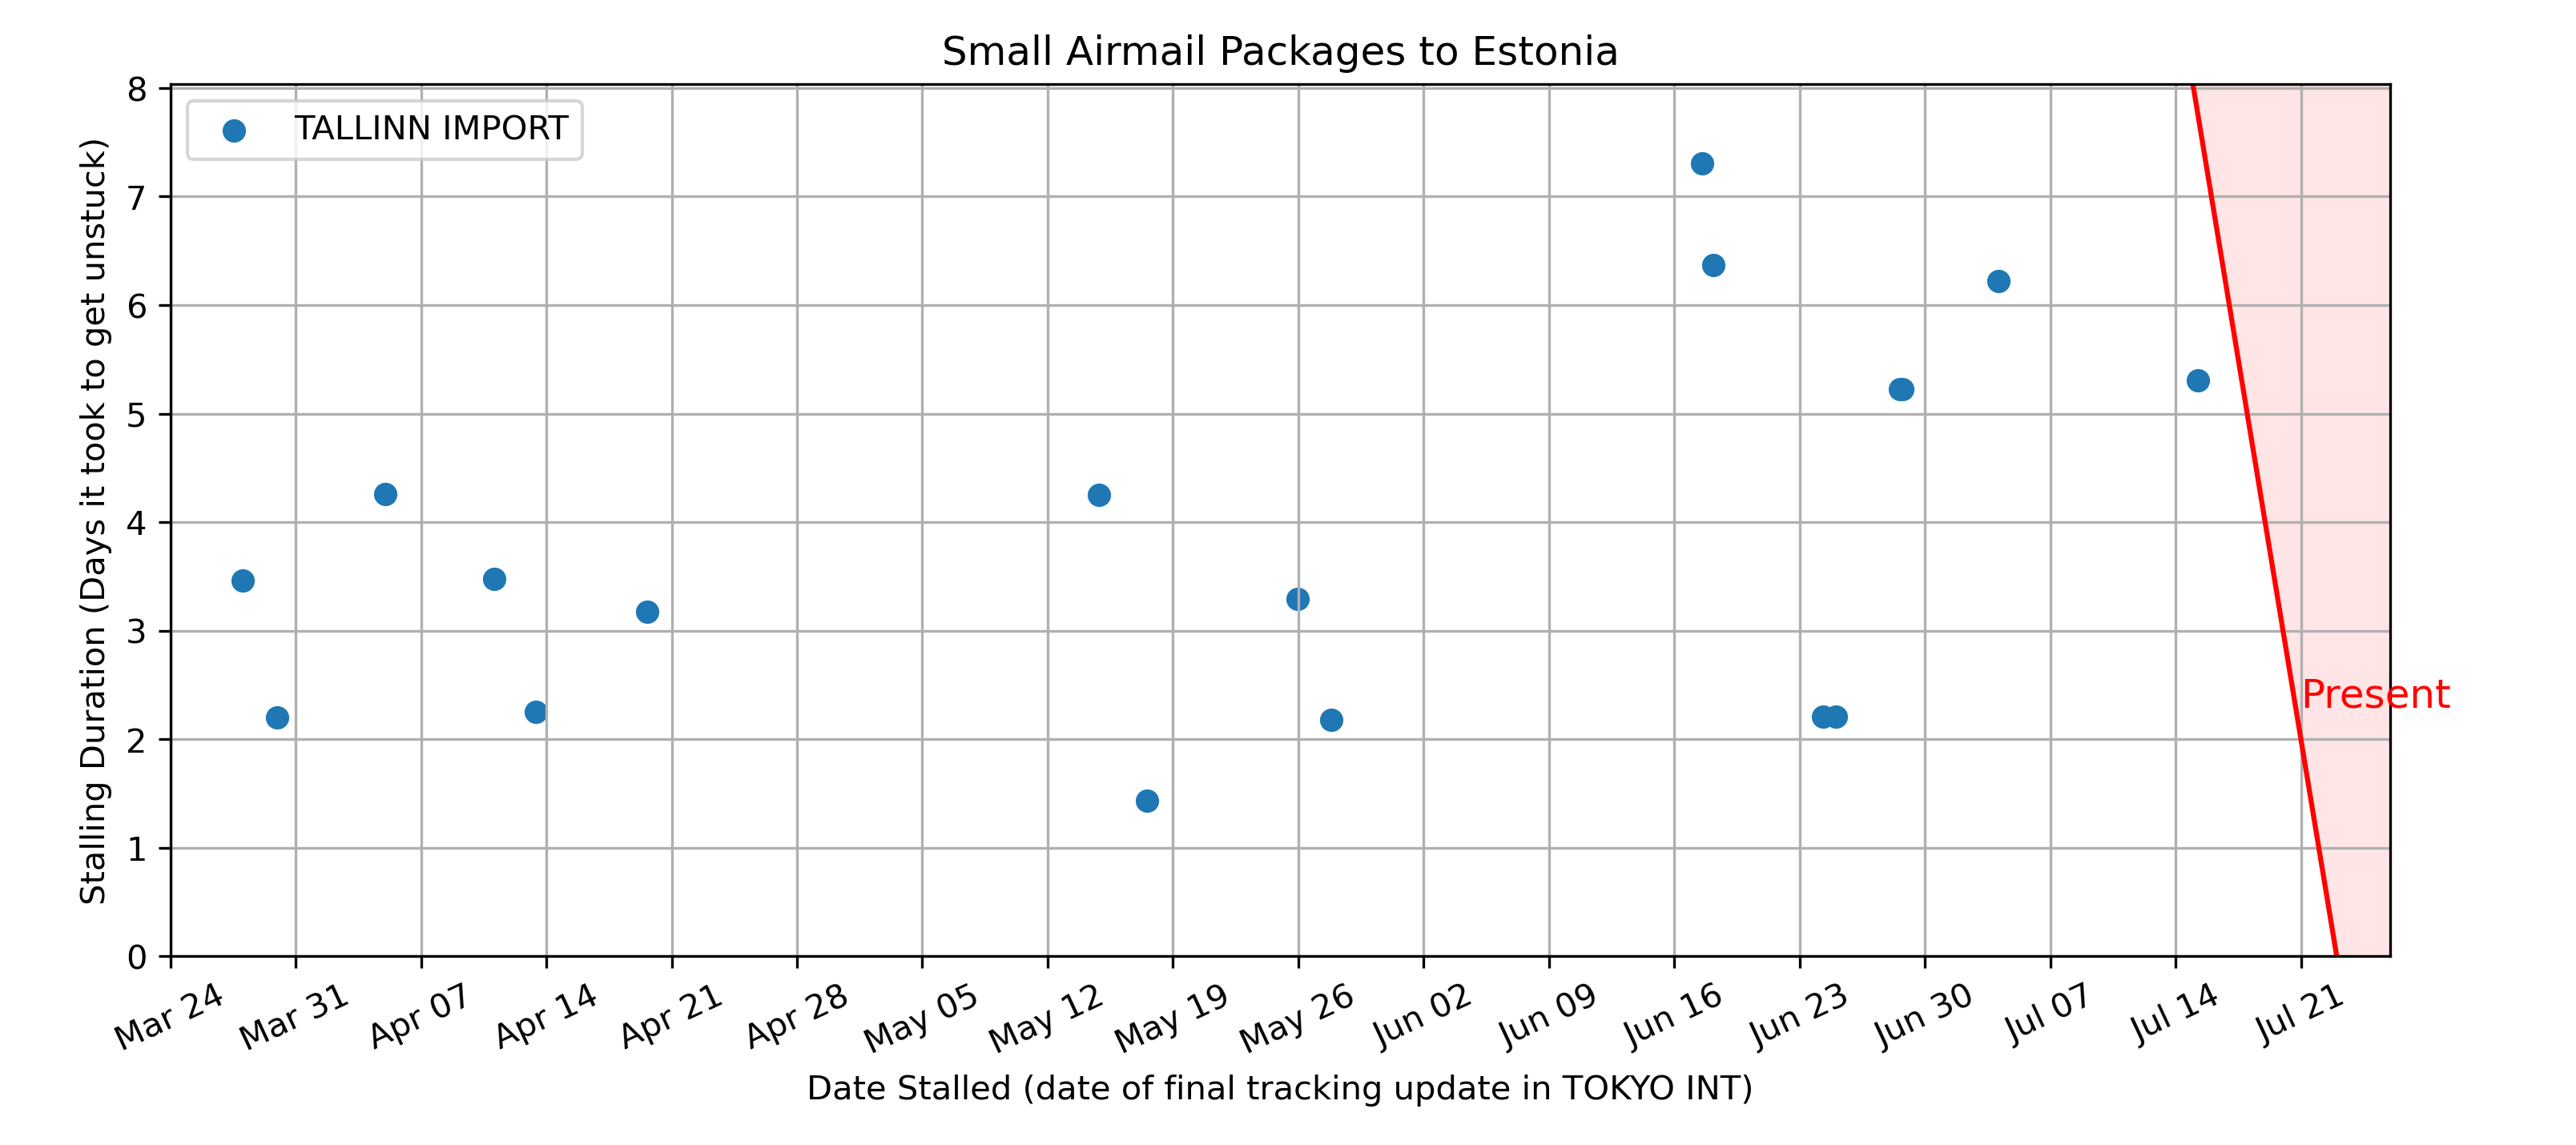 Small Airmail Packages to Estonia
TALLINN IMPORT
Stalling Duration (Days it took to get unstuck)
8
7
6
5
4
3
2
1
0
Present
Mar 24
Mar 31
Apr 07
Apr 14
Apr 21
Apr 28
May 05
May 12
May 19
May 26
Jun 02
Jun 09
Jun 16
Jun 23
Jun 30
Jul 07
Jul 14
Jul 21
Date Stalled (date of final tracking update in TOKYO INT)